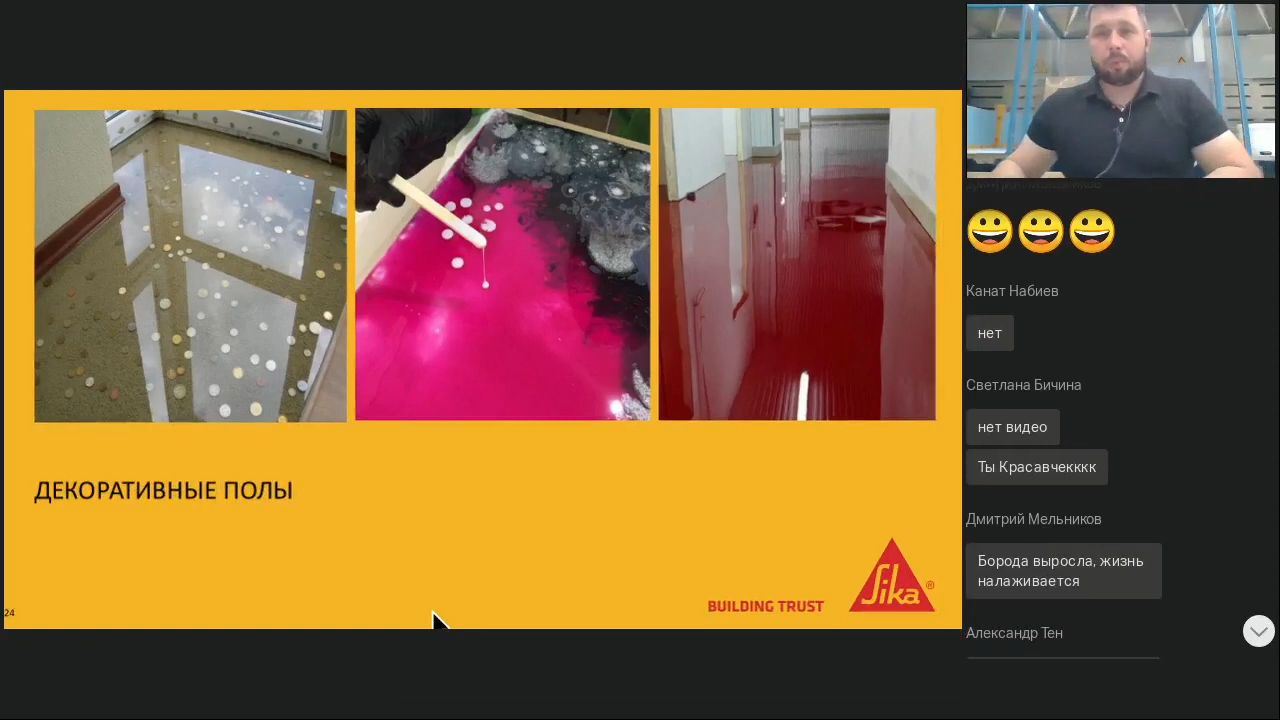 ДЕКОРАТИВНЫЕ ПОЛЫ
24
BUILDING TRUST
Sika®
Канат Набиев
нет
Светлана Бичина
нет видео
Ты Красавчекккк
Дмитрий Мельников
Борода выросла, жизнь
налаживается
Александр Тен